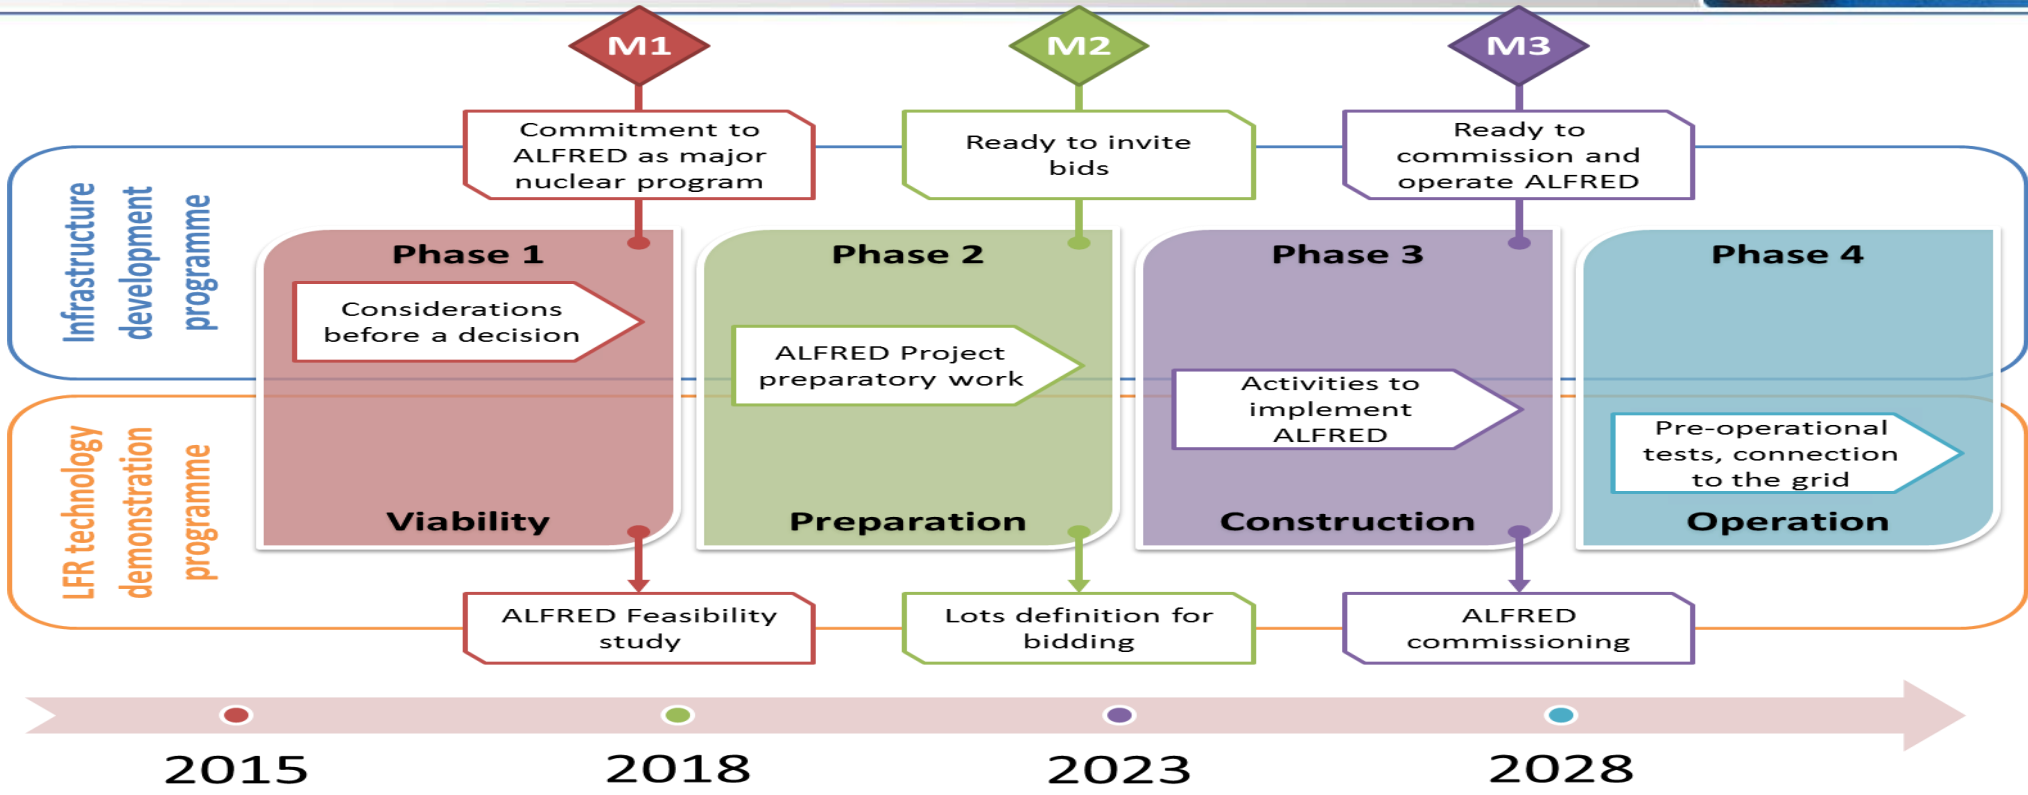 M1
M2
M3
Commitment to
ALFRED as major
nuclear program
Ready to invite
bids
Ready to
commission and
operate ALFRED
Infrastructure
development
programme
Phase 1
Considerations
before a decision
Viability
Phase 2
ALFRED Project
preparatory work
Preparation
Phase 3
Activities to
implement
ALFRED
Construction
Phase 4
Pre-operational
tests, connection
to the grid
Operation
LFR technology
demonstration
programme
ALFRED Feasibility
study
Lots definition for
bidding
ALFRED
commissioning
2015
2018
2023
2028